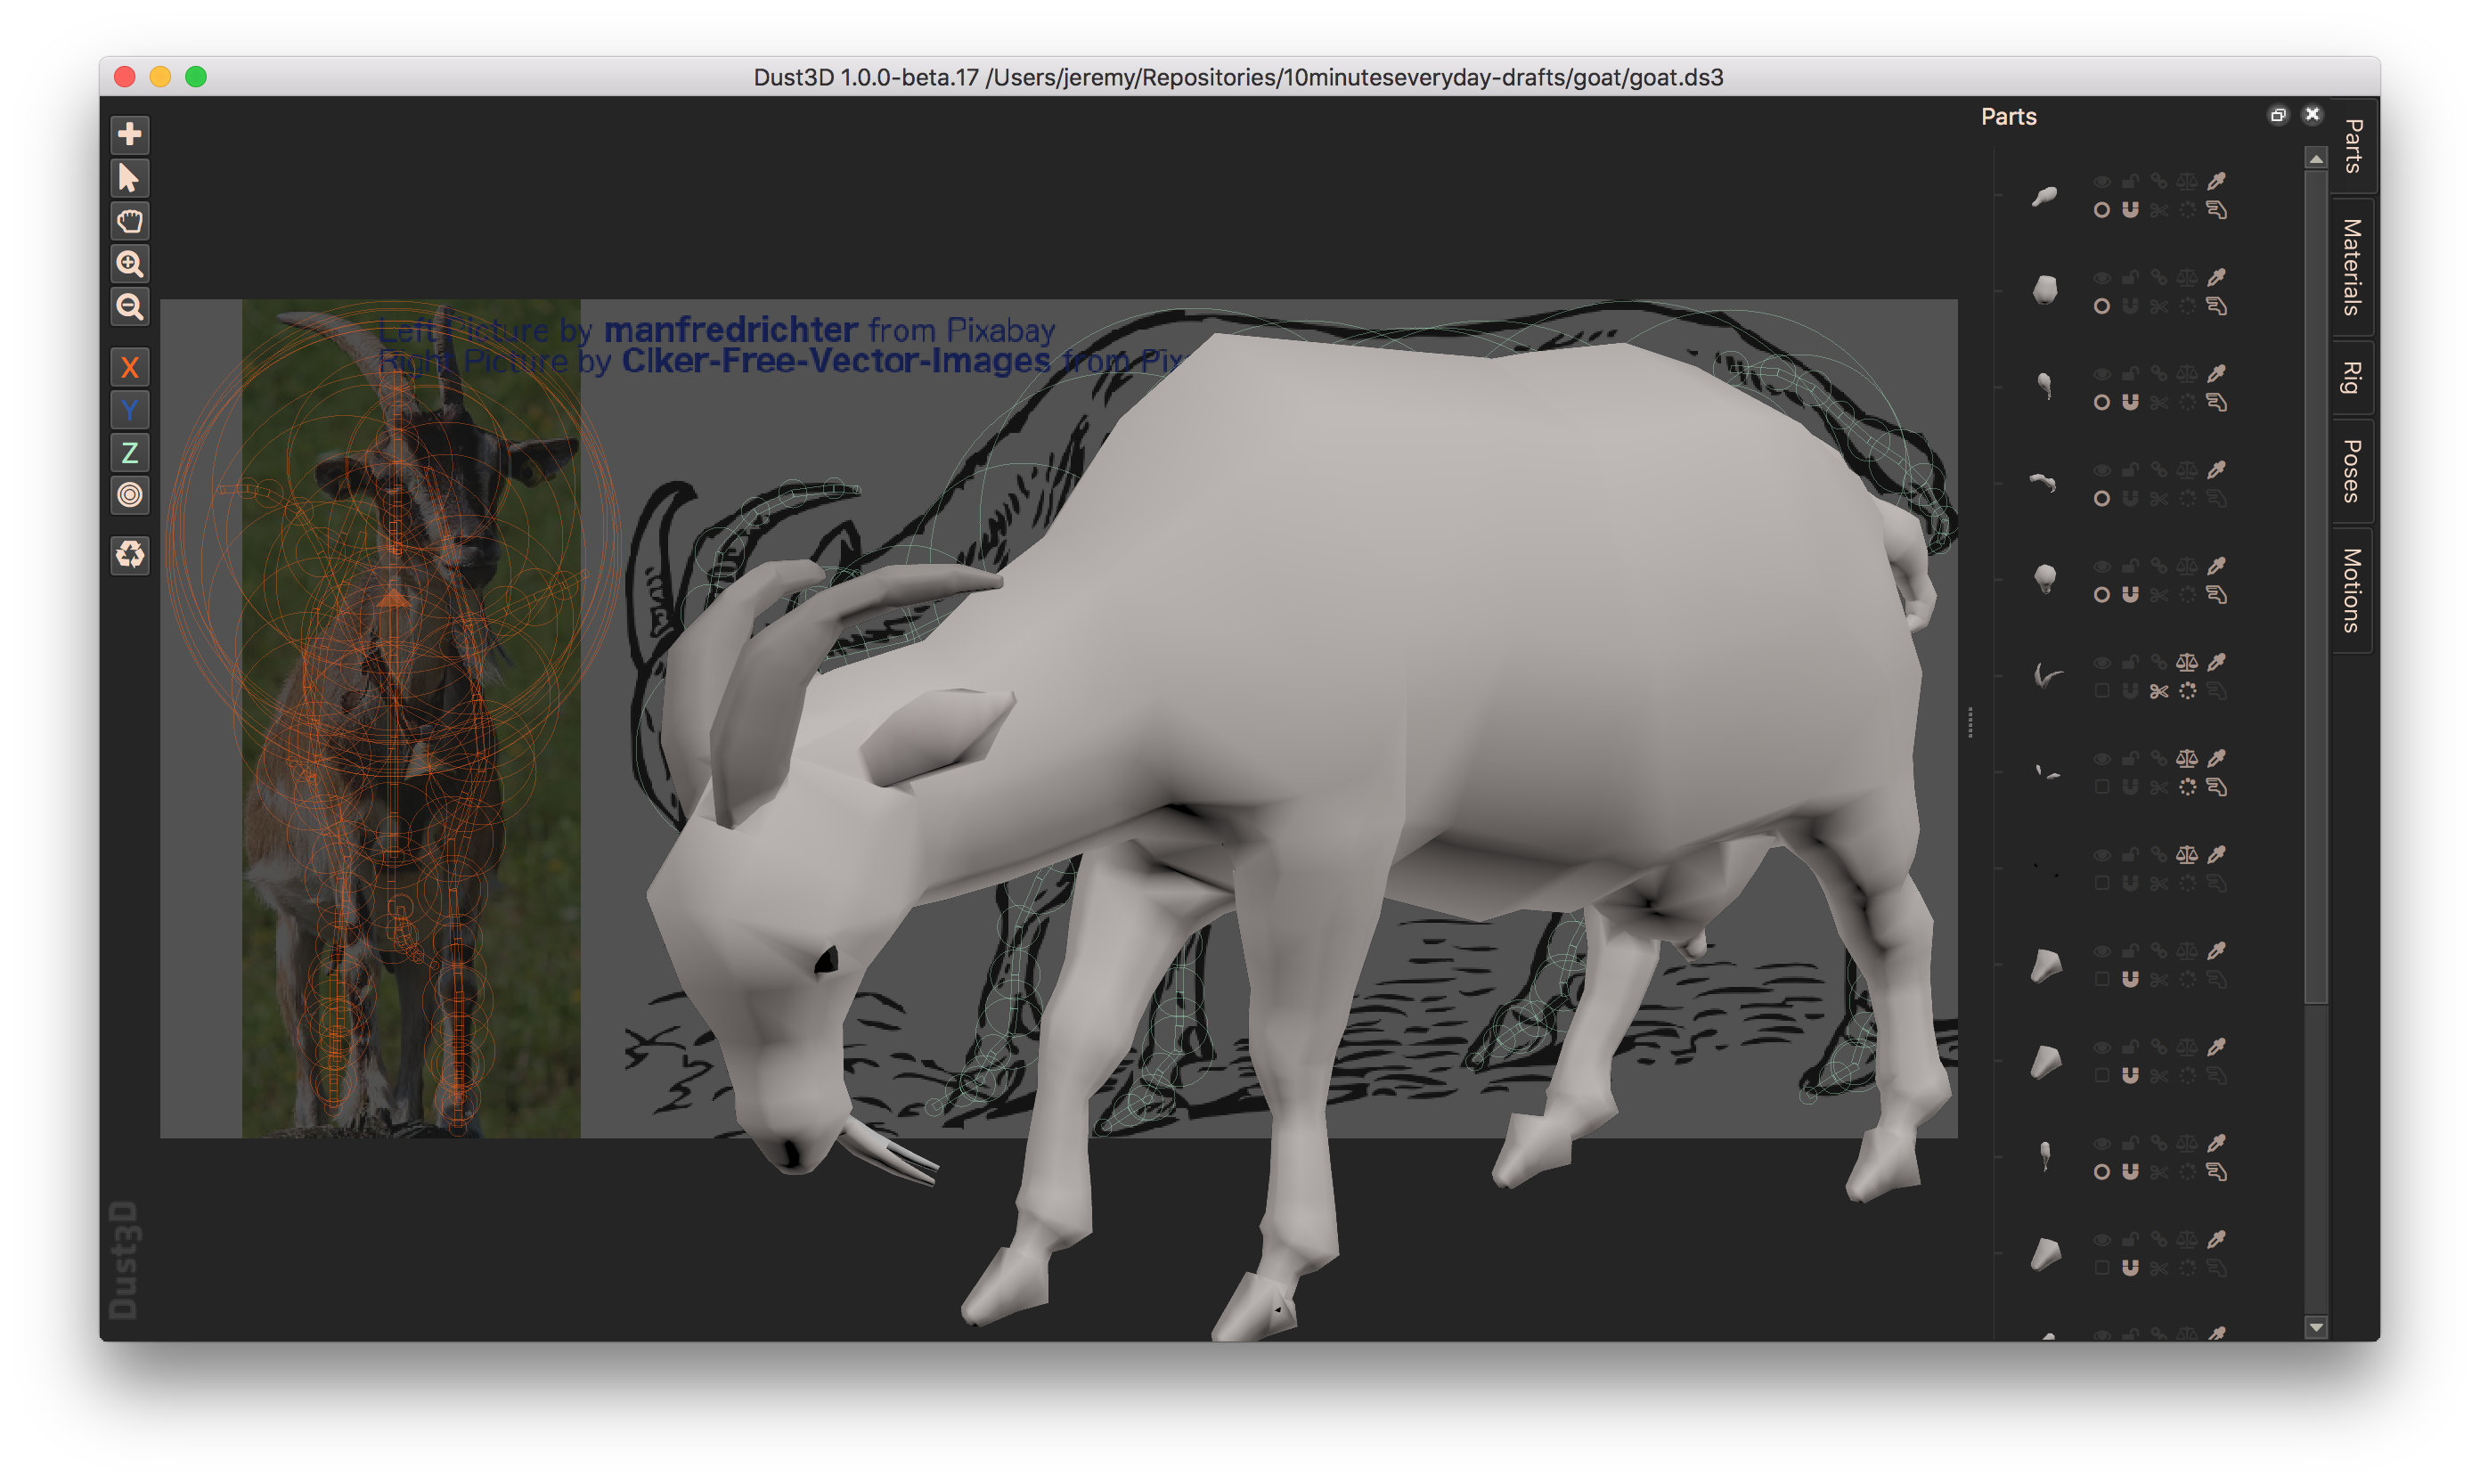 Dust3D 1.0.0-beta.17 /Users/jeremy/Repositories/10minuteseveryday-drafts/goat/goat.ds3
Parts
Parts
Materials
Rig
Poses
Motions
X
Y
Z
Left Picture by manfredrichter from Pixabay
Right Picture by Clker-Free-Vector-Images from Pix
Dust3D